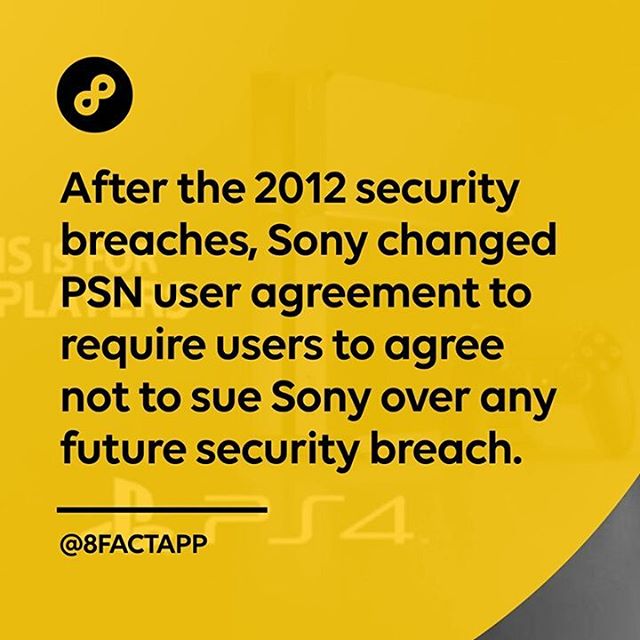 After the 2012 security
breaches, Sony changed
PSN user agreement to
require users to agree
not to sue Sony over any
future security breach.
PS4
@8FACTAPP